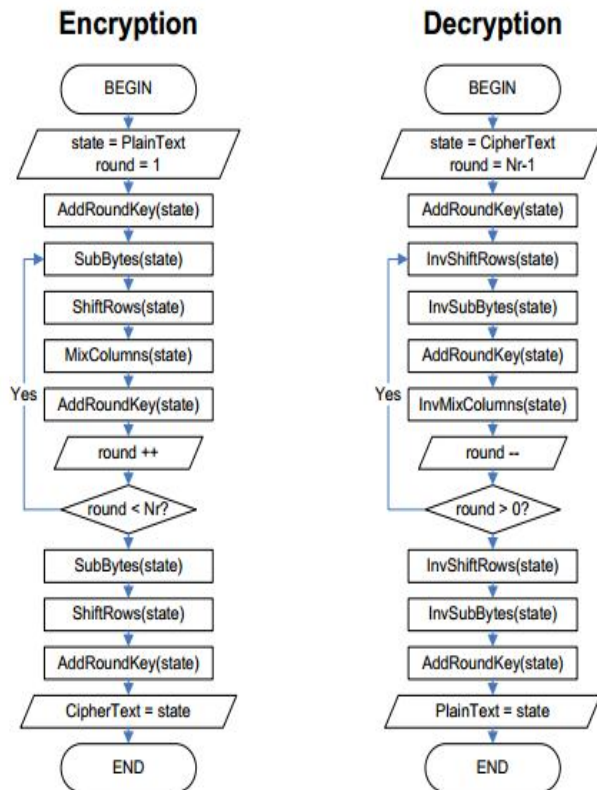 Encryption
BEGIN
state = PlainText
round = 1
AddRoundKey(state)
SubBytes(state)
ShiftRows(state)
MixColumns(state)
Yes
AddRoundKey(state)
round ++
round < Nr?
SubBytes(state)
ShiftRows(state)
AddRoundKey(state)
CipherText = state
END
Decryption
BEGIN
state = CipherText
round = Nr-1
AddRoundKey(state)
InvShiftRows(state)
InvSubBytes(state)
AddRoundKey(state)
Yes
InvMixColumns(state)
round --
round > 0?
InvShiftRows(state)
InvSubBytes(state)
AddRoundKey(state)
PlainText = state
END